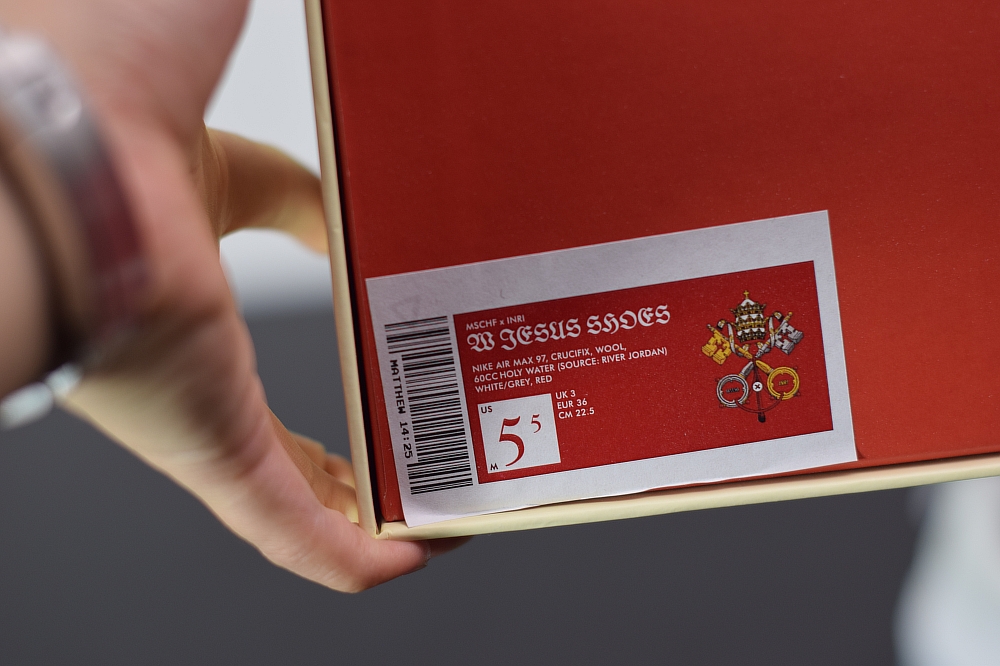 MSCHF x INRI
W JESUS SHOES
NIKE AIR MAX 97, CRUCIFIX, WOOL,
60CC HOLY WATER (SOURCE: RIVER JORDAN)
WHITE/GREY, RED
US
5 5
M
UK 3
EUR 36
CM 22.5
MATTHEW 14:25